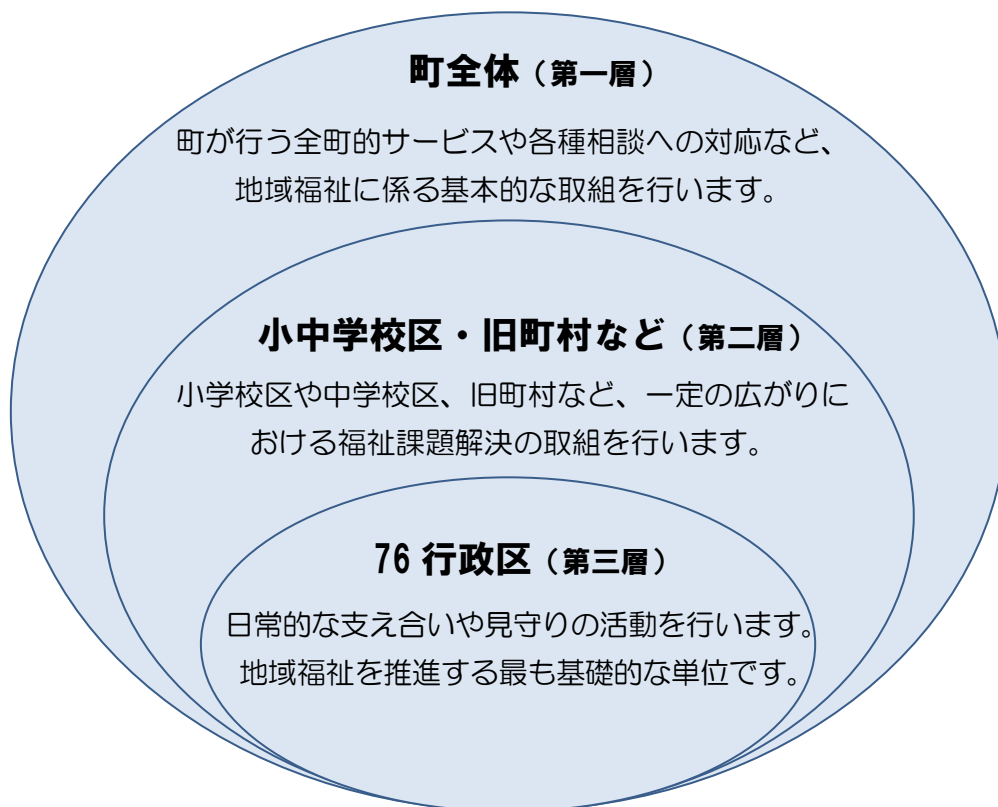 町全体（第一層）
町が行う全町的サービスや各種相談への対応など、
地域福祉に係る基本的な取組を行います。
小中学校区・旧町村など（第二層）
小学校区や中学校区、旧町村など、一定の広がりに
おける福祉課題解決の取組を行います。
76 行政区（第三層）
日常的な支え合いや見守りの活動を行います。
地域福祉を推進する最も基礎的な単位です。